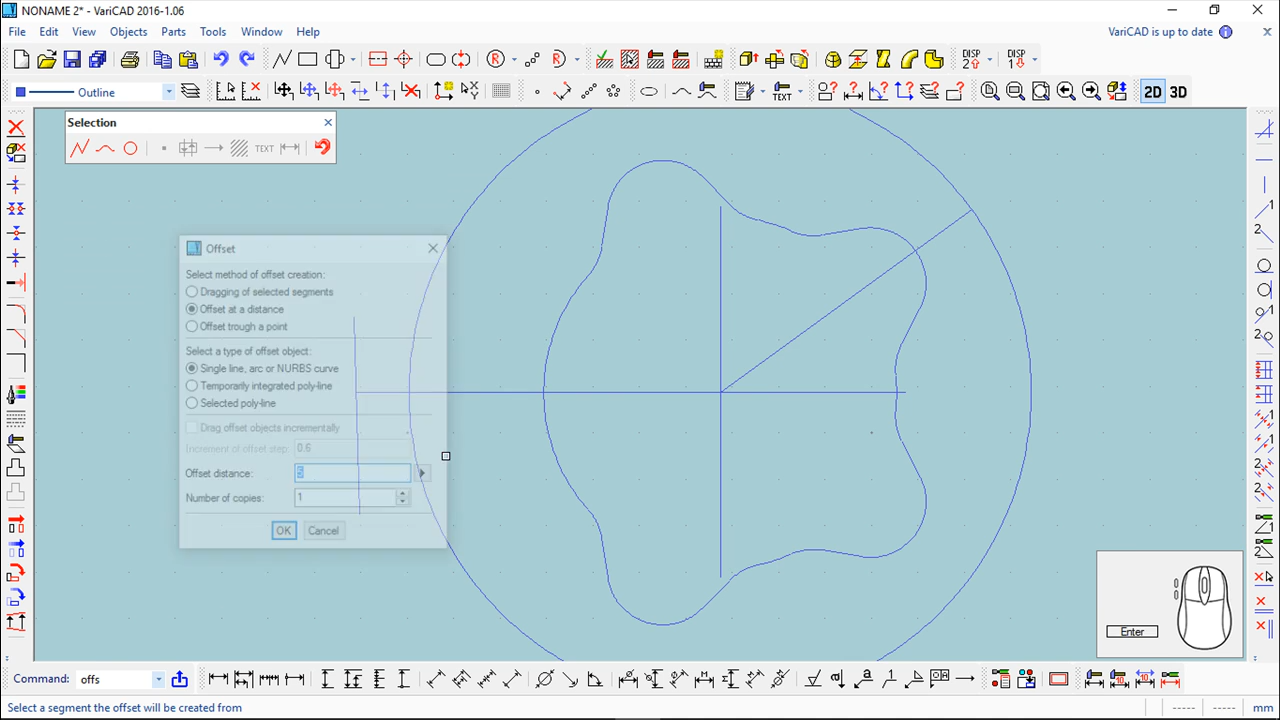 NONAME 2* - VariCAD 2016-1.06
File Edit View Objects Parts Tools Window Help
VariCAD is up to date
DISP 2
DISP 1
Outline
TEXT
2D 3D
Selection
TEXT
Offset
Select method of offset creation:
Dragging of selected segments
Offset at a distance
Offset trough a point
Select a type of offset object:
Single line, arc or NURBS curve
Temporarily integrated poly-line
Selected poly-line
Drag offset objects incrementally
Increment of offset step: 0.6
Offset distance: 5
Number of copies: 1
OK Cancel
Enter
Command: offs
Select a segment the offset will be created from
mm